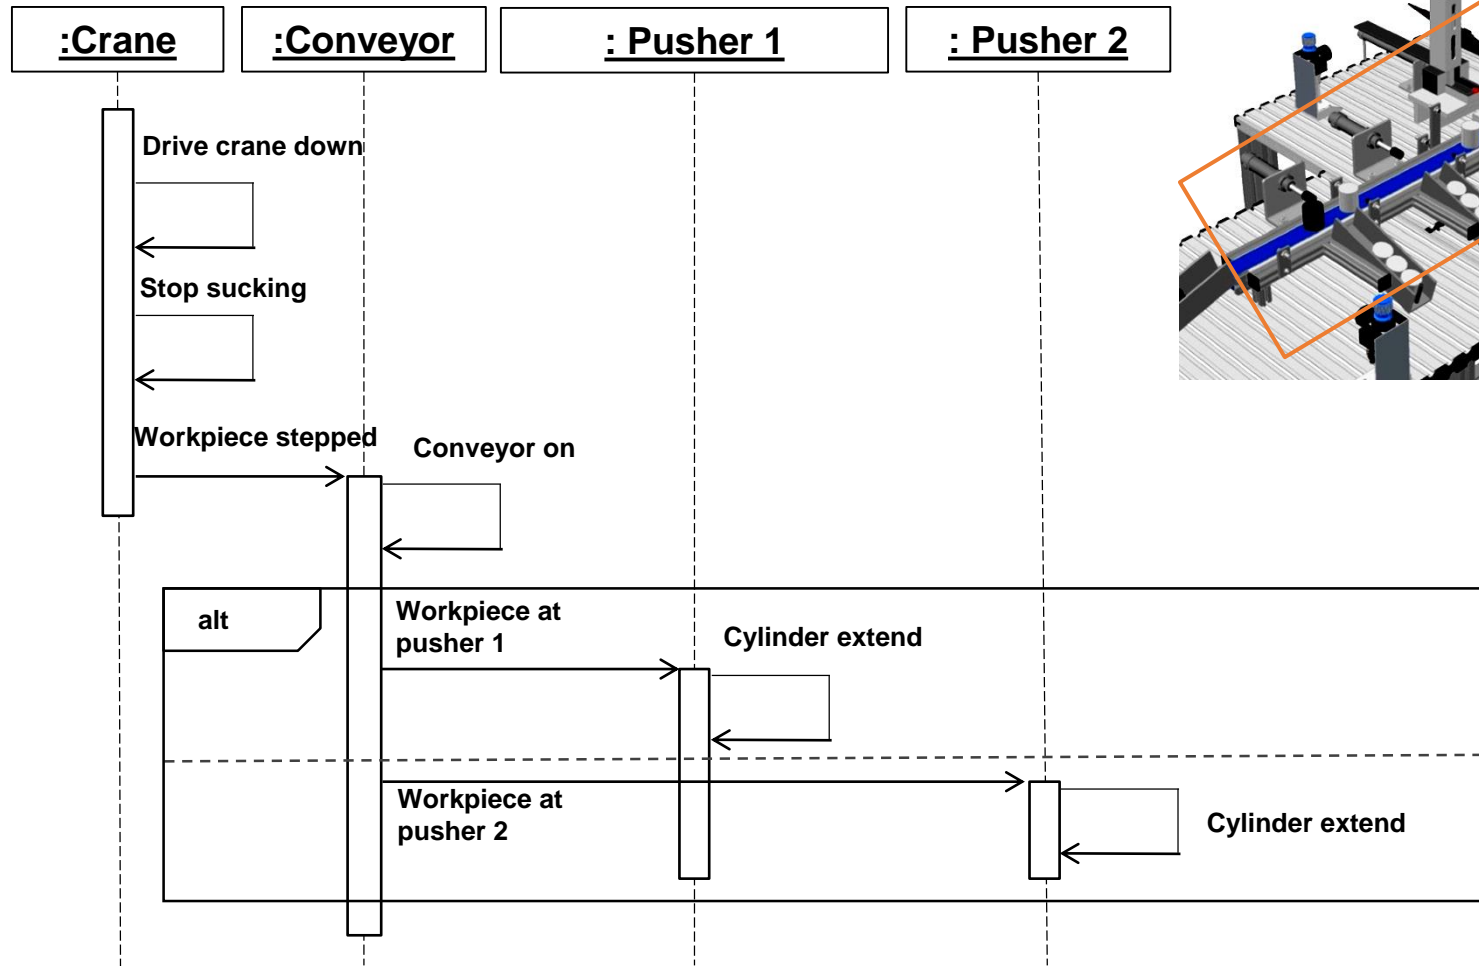 :Crane
:Conveyor
: Pusher 1
: Pusher 2
Drive crane down
Stop sucking
Workpiece stepped
Conveyor on
alt
Workpiece at
pusher 1
Cylinder extend
Workpiece at
pusher 2
Cylinder extend